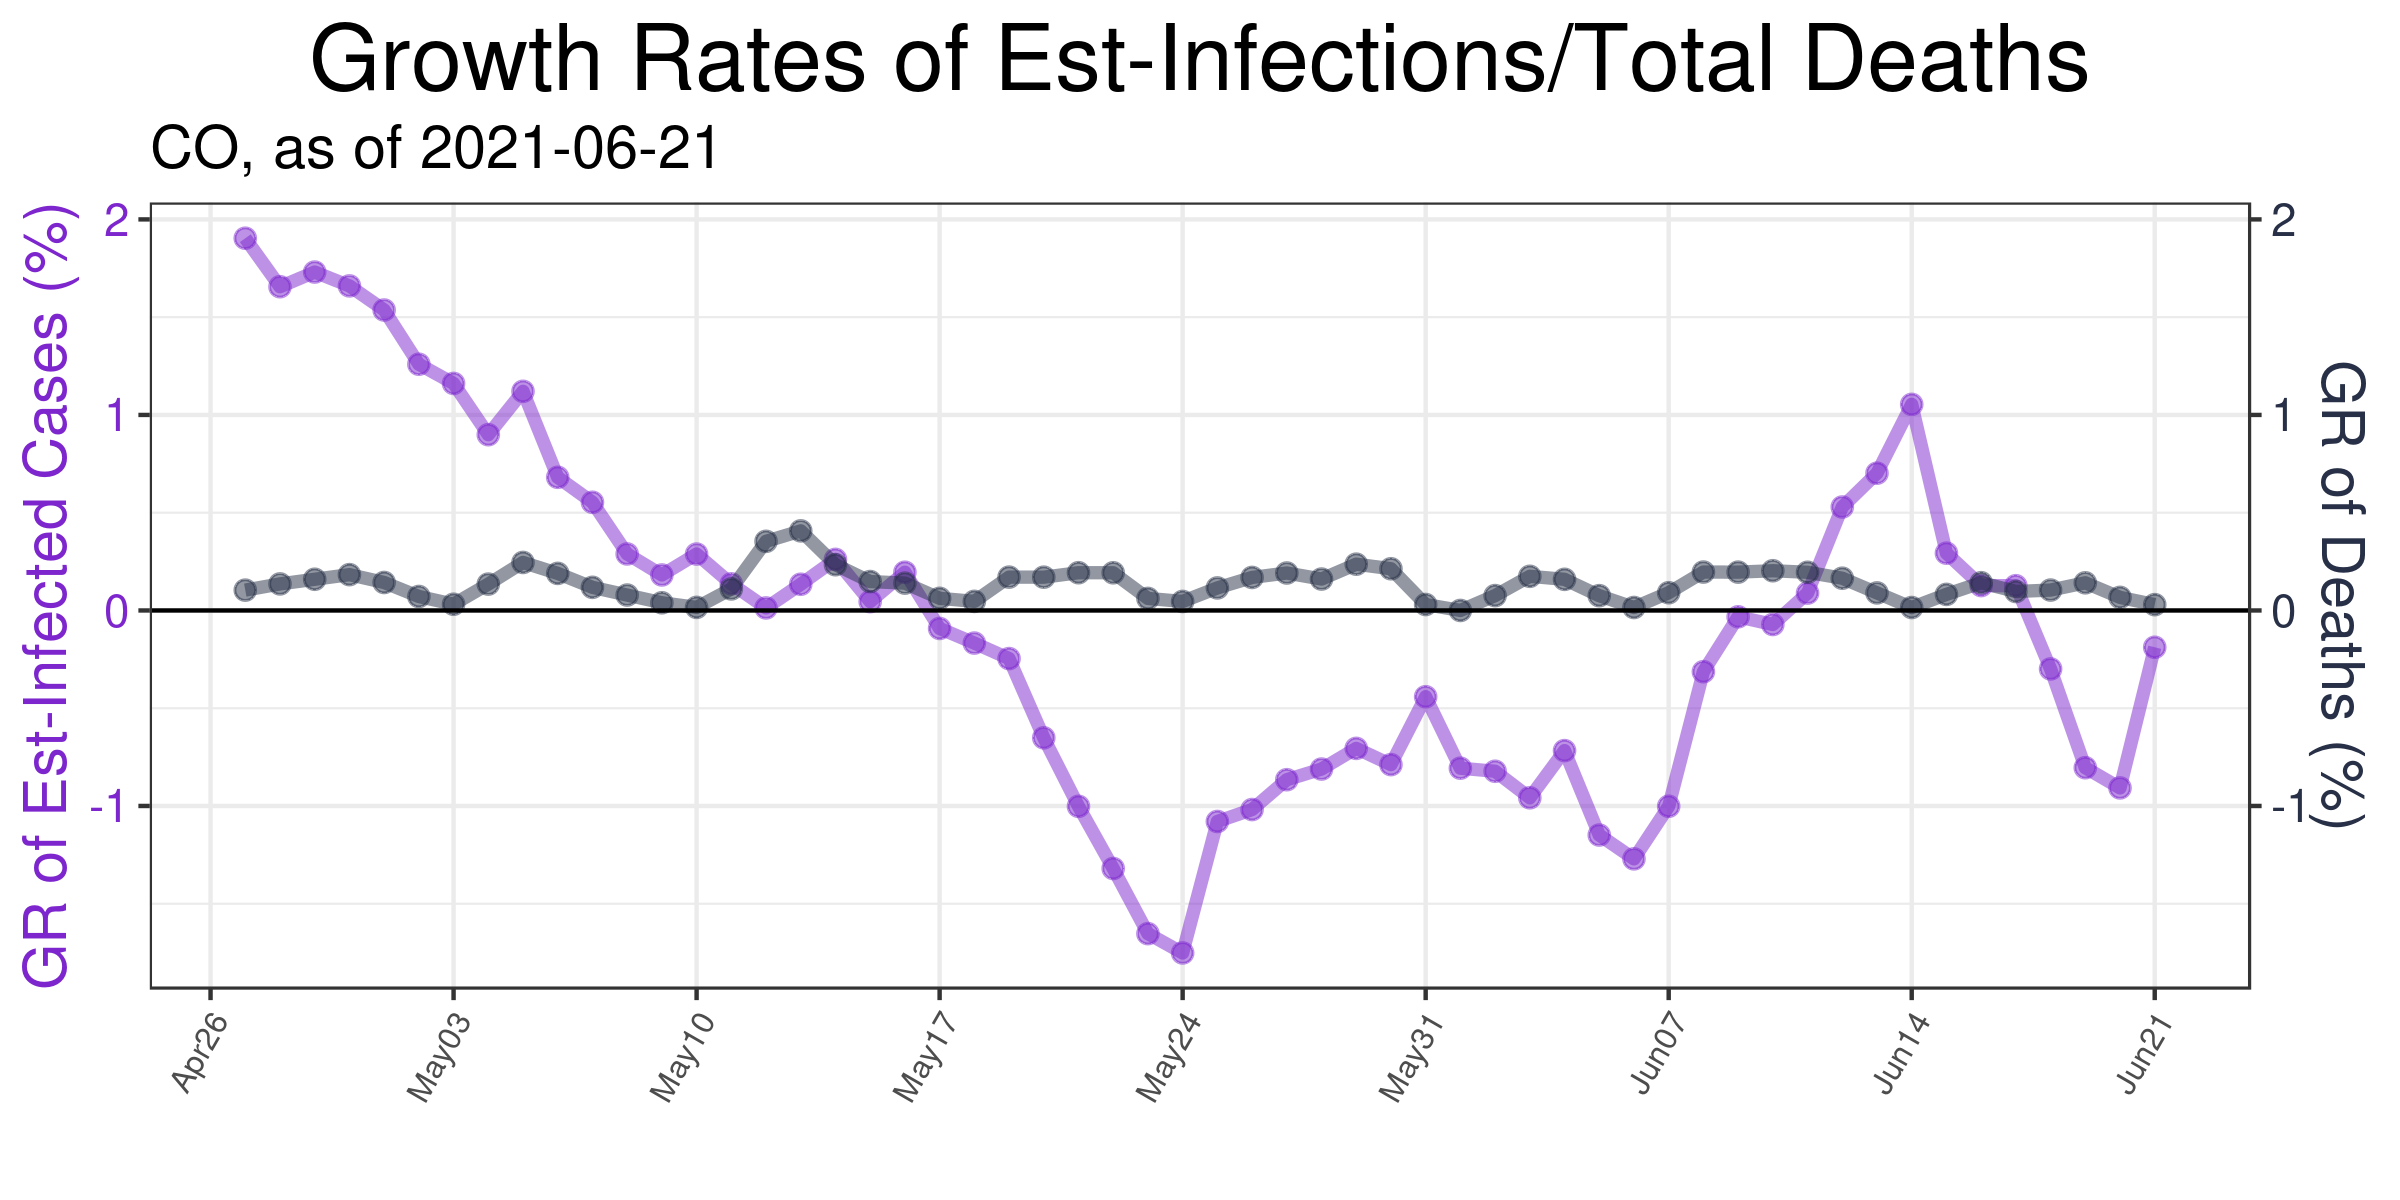 Growth Rates of Est-Infections/Total Deaths
CO, as of 2021-06-21
GR of Est-Infected Cases (%)
2
1
0
-1
2
1
0
-1
GR of Deaths (%)
Apr26
May03
May10
May17
May24
May31
Jun07
Jun14
Jun21